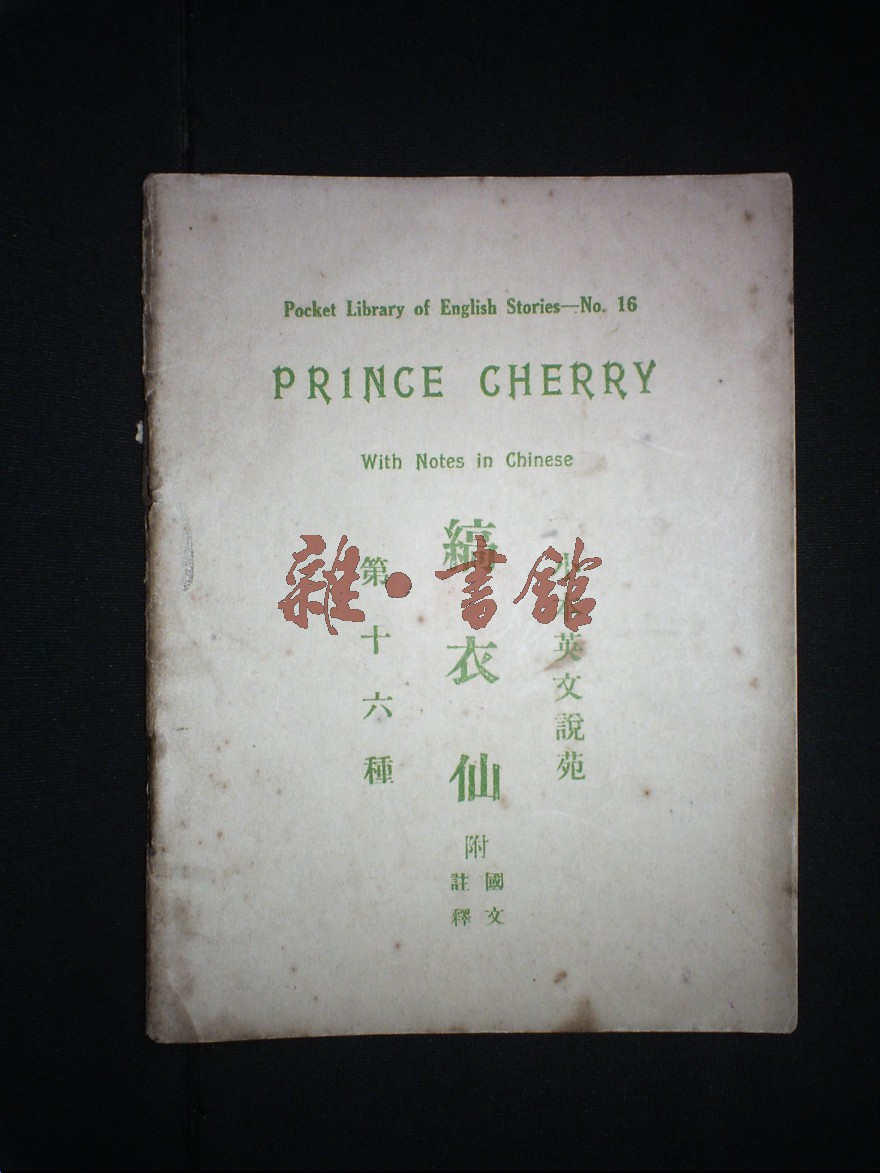 Pocket Library of English Stories—No. 16
PRINCE CHERRY
With Notes in Chinese
英文說苑
縞衣仙
附
國文
註釋
第十六種
雜·書館